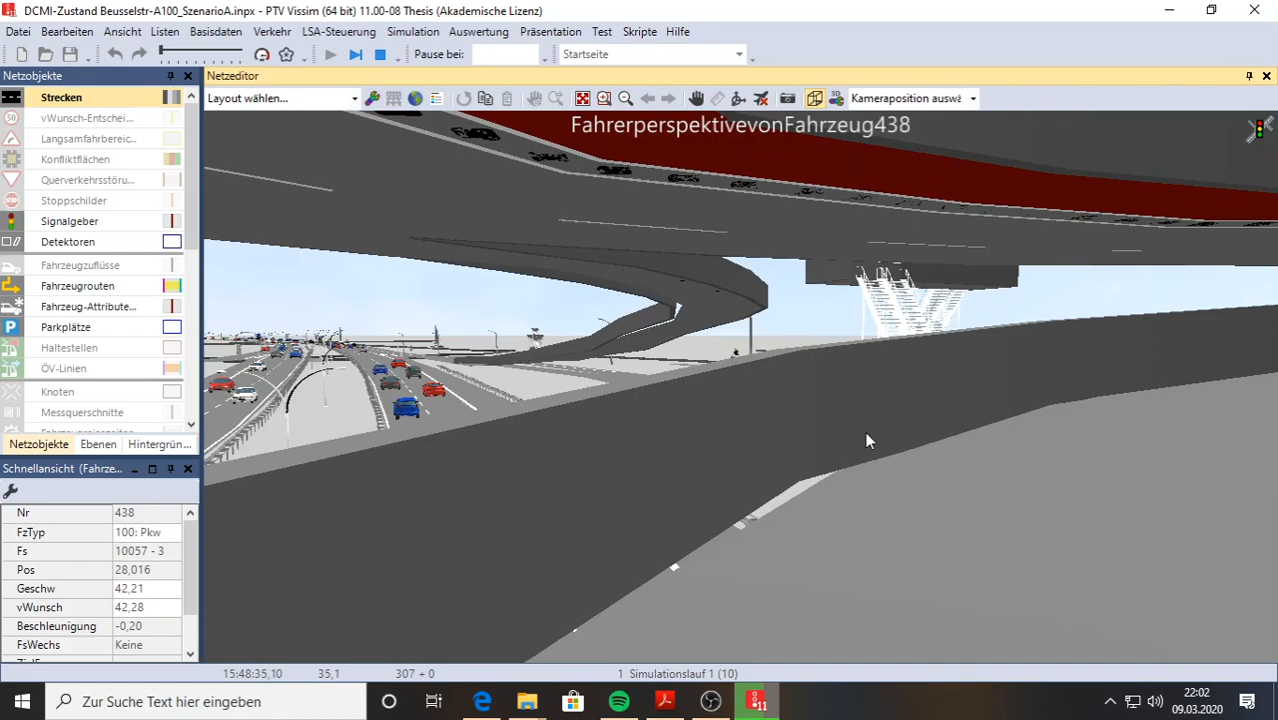 DCMI-Zustand Beusselstr-A100_SzenarioA.inpx - PTV Vissim (64 bit) 11.00-08 Thesis (Akademische Lizenz)
Datei Bearbeiten Ansicht Listen Basisdaten Verkehr LSA-Steuerung Simulation Auswertung Präsentation Test Skripte Hilfe
Pause bei: Startseite
Netzobjekte
Netzeditor
Layout wählen...
Kameraposition auswä
Strecken
vWunsch-Entschei...
Langsamfahrbereic...
Konfliktflächen
Querverkehrsstöru...
Stoppschilder
Signalgeber
Detektoren
Fahrzeugzuflüsse
Fahrzeugrouten
Fahrzeug-Attribute...
Parkplätze
Haltestellen
ÖV-Linien
Knoten
Messquerschnitte
Netzobjekte Ebenen Hintergrün...
FahrerperspektivevonFahrzeug438
Schnellansicht (Fahrze...
Nr 438
FzTyp 100: Pkw
Fs 10057 - 3
Pos 28,016
Geschw 42,21
vWunsch 42,28
Beschleunigung -0,20
FsWechs Keine
15:48:35,10 35,1 307 + 0 1 Simulationslauf 1 (10)
Zur Suche Text hier eingeben
11
22:02
09.03.2020